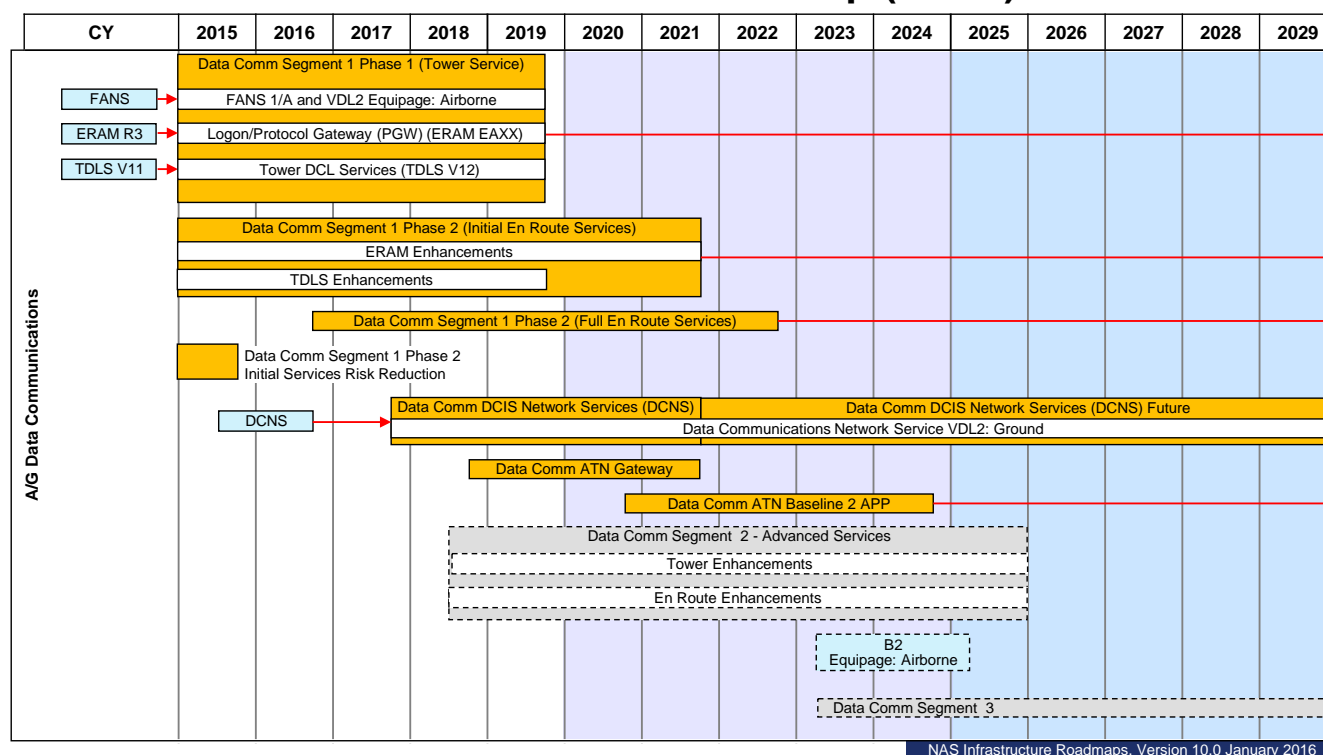 CY 2015 2016 2017 2018 2019 2020 2021 2022 2023 2024 2025 2026 2027 2028 2029
A/G Data Communications
Data Comm Segment 1 Phase 1 (Tower Service)
FANS
FANS 1/A and VDL2 Equipage: Airborne
ERAM R3
Logon/Protocol Gateway (PGW) (ERAM EAXX)
TDLS V11
Tower DCL Services (TDLS V12)
Data Comm Segment 1 Phase 2 (Initial En Route Services)
ERAM Enhancements
TDLS Enhancements
Data Comm Segment 1 Phase 2 (Full En Route Services)
Data Comm Segment 1 Phase 2
Initial Services Risk Reduction
DCNS
Data Comm DCIS Network Services (DCNS)
Data Comm DCIS Network Services (DCNS) Future
Data Communications Network Service VDL2: Ground
Data Comm ATN Gateway
Data Comm ATN Baseline 2 APP
Data Comm Segment 2 - Advanced Services
Tower Enhancements
En Route Enhancements
B2
Equipage: Airborne
Data Comm Segment 3
NAS Infrastructure Roadmaps, Version 10.0 January 2016